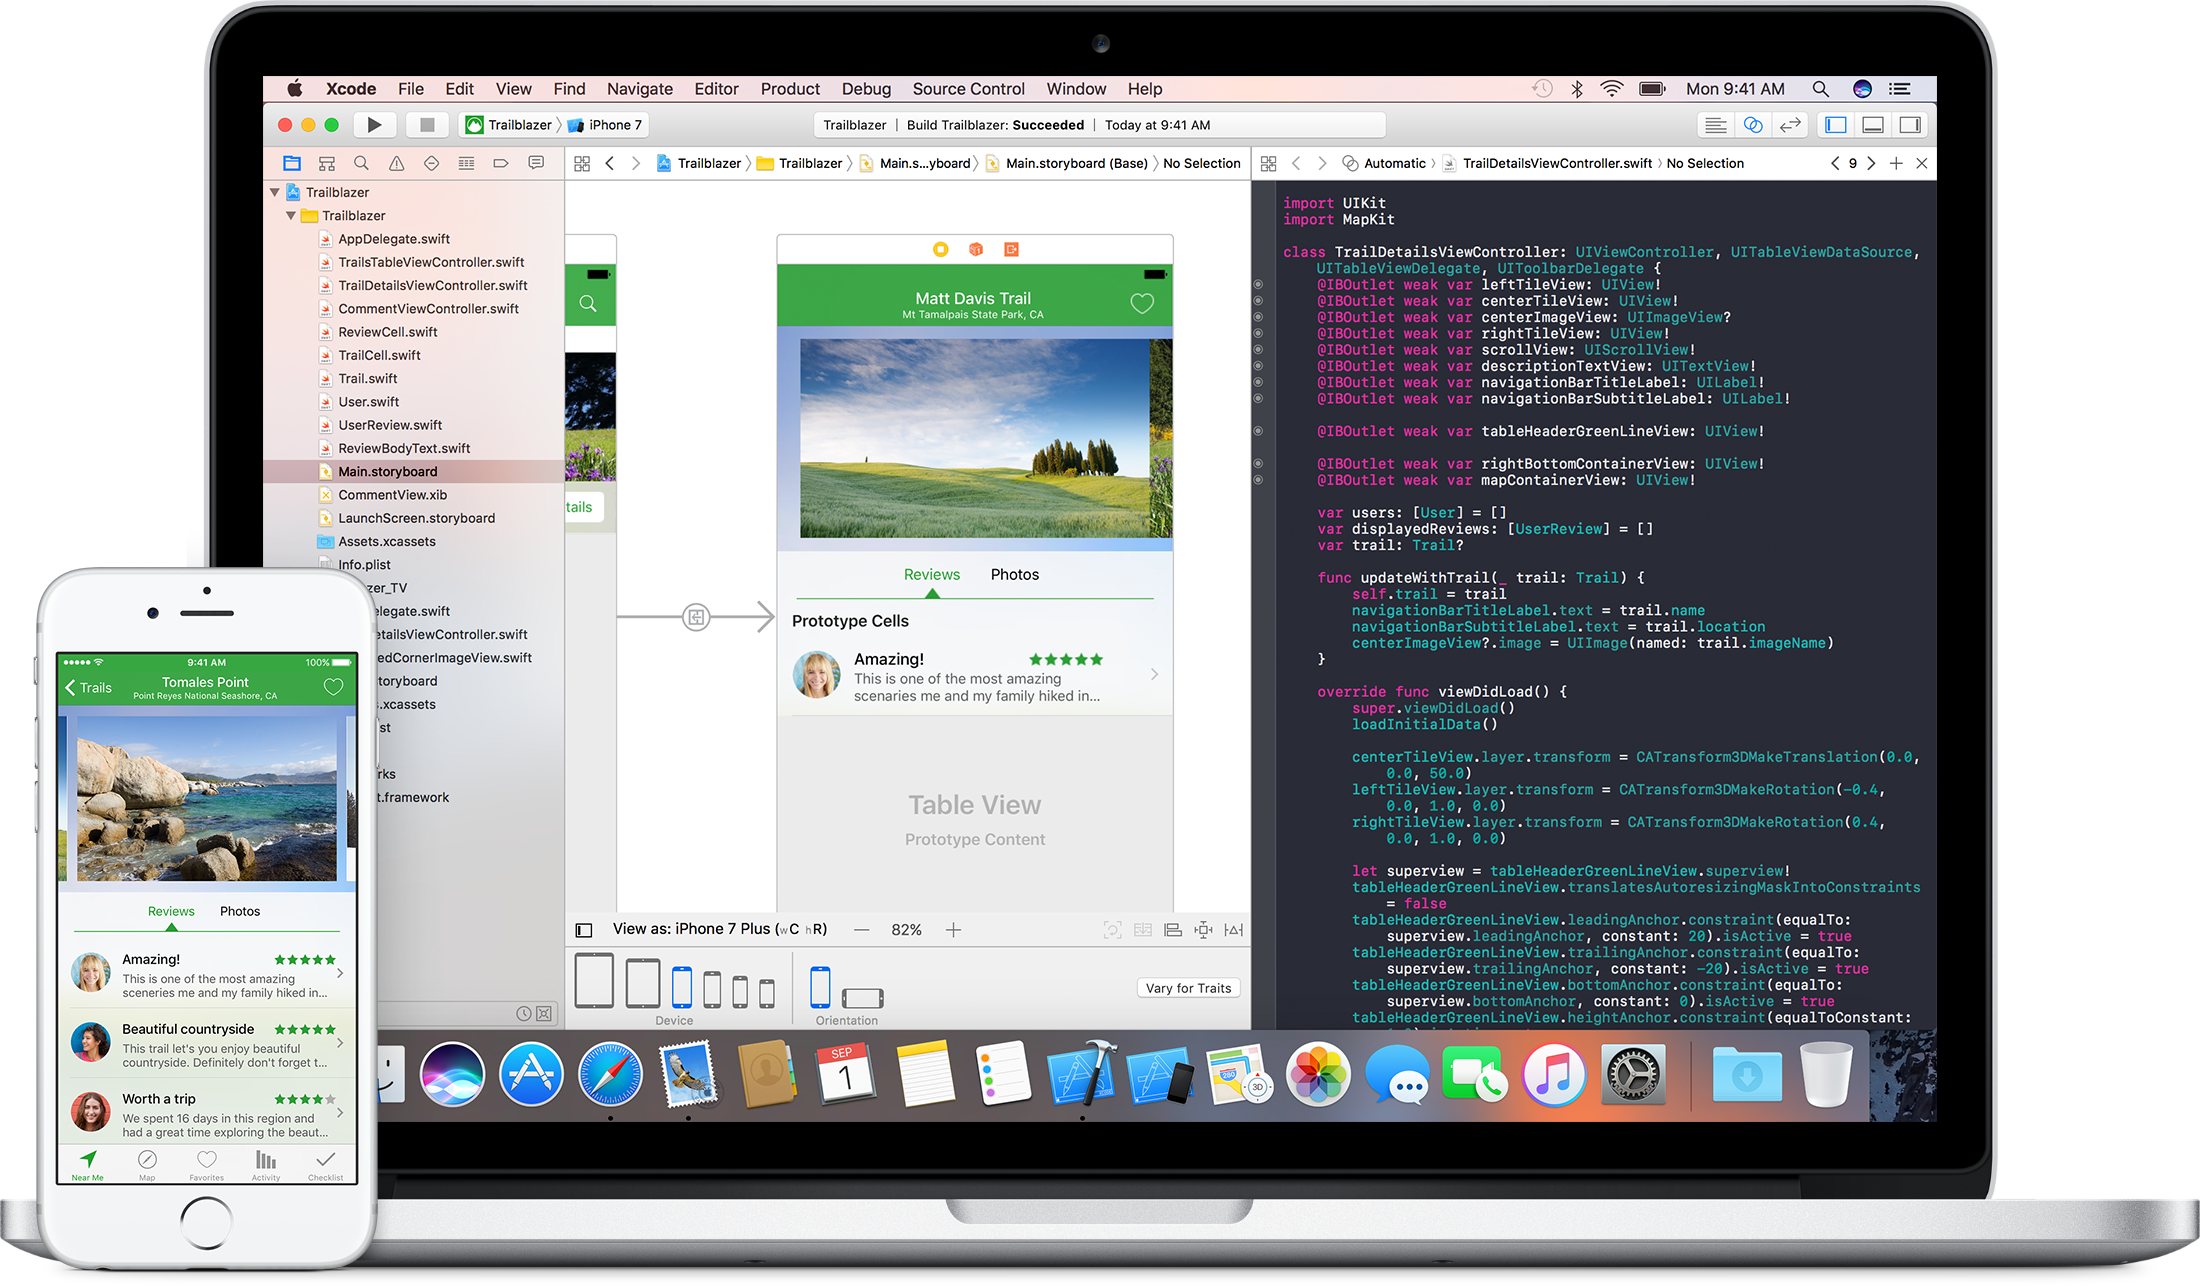 Xcode File Edit View Find Navigate Editor Product Debug Source Control Window Help Mon 9:41 AM
Trailblazer iPhone 7
Trailblazer | Build Trailblazer: Succeeded | Today at 9:41 AM
Trailblazer Trailblazer Main.s...yboard Main.storyboard (Base) No Selection
Automatic TrailDetailsViewController.swift No Selection 9
Trailblazer
Trailblazer
AppDelegate.swift
TrailsTableViewController.swift
TrailDetailsViewController.swift
CommentViewController.swift
ReviewCell.swift
TrailCell.swift
Trail.swift
User.swift
UserReview.swift
ReviewBodyText.swift
Main.storyboard
CommentView.xib
LaunchScreen.storyboard
Assets.xcassets
Info.plist
zer_TV
elegate.swift
etailsViewController.swift
edCornerImageView.swift
toryboard
s.xcassets
st
rks
t.framework
tails
Matt Davis Trail
Mt Tamalpais State Park, CA
Reviews Photos
Prototype Cells
Amazing!
This is one of the most amazing
scenaries me and my family hiked in...
Table View
Prototype Content
View as: iPhone 7 Plus (wC hR) — 82% +
Device
Orientation
Vary for Traits
import UIKit
import MapKit
class TrailDetailsViewController: UIViewController, UITableViewDataSource,
UITableViewDelegate, UIToolbarDelegate {
@IBOutlet weak var leftTileView: UIView!
@IBOutlet weak var centerTileView: UIView!
@IBOutlet weak var centerImageView: UIImageView?
@IBOutlet weak var rightTileView: UIView!
@IBOutlet weak var scrollView: UIScrollView!
@IBOutlet weak var descriptionTextView: UITextView!
@IBOutlet weak var navigationBarTitleLabel: UILabel!
@IBOutlet weak var navigationBarSubtitleLabel: UILabel!
@IBOutlet weak var tableHeaderGreenLineView: UIView!
@IBOutlet weak var rightBottomContainerView: UIView!
@IBOutlet weak var mapContainerView: UIView!
var users: [User] = []
var displayedReviews: [UserReview] = []
var trail: Trail?
func updateWithTrail(_ trail: Trail) {
self.trail = trail
navigationBarTitleLabel.text = trail.name
navigationBarSubtitleLabel.text = trail.location
centerImageView?.image = UIImage(named: trail.imageName)
}
override func viewDidLoad() {
super.viewDidLoad()
loadInitialData()
centerTileView.layer.transform = CATransform3DMakeTranslation(0.0,
0.0, 50.0)
leftTileView.layer.transform = CATransform3DMakeRotation(-0.4,
0.0, 1.0, 0.0)
rightTileView.layer.transform = CATransform3DMakeRotation(0.4,
0.0, 1.0, 0.0)
let superview = tableHeaderGreenLineView.superview!
tableHeaderGreenLineView.translatesAutoresizingMaskIntoConstraints
= false
tableHeaderGreenLineView.leadingAnchor.constraint(equalTo:
superview.leadingAnchor, constant: 20).isActive = true
tableHeaderGreenLineView.trailingAnchor.constraint(equalTo:
superview.trailingAnchor, constant: -20).isActive = true
tableHeaderGreenLineView.bottomAnchor.constraint(equalTo:
superview.bottomAnchor, constant: 0).isActive = true
tableHeaderGreenLineView.heightAnchor.constraint(equalToConstant:
SEP
1
280
3D
9:41 AM 100%
Trails
Tomales Point
Point Reyes National Seashore, CA
Reviews Photos
Amazing!
This is one of the most amazing
sceneries me and my family hiked in...
Beautiful countryside
This trail let's you enjoy beautiful
countryside. Definitely don't forget t...
Worth a trip
We spent 16 days in this region and
had a great time exploring the beaut...
Near Me Map Favorites Activity Checklist